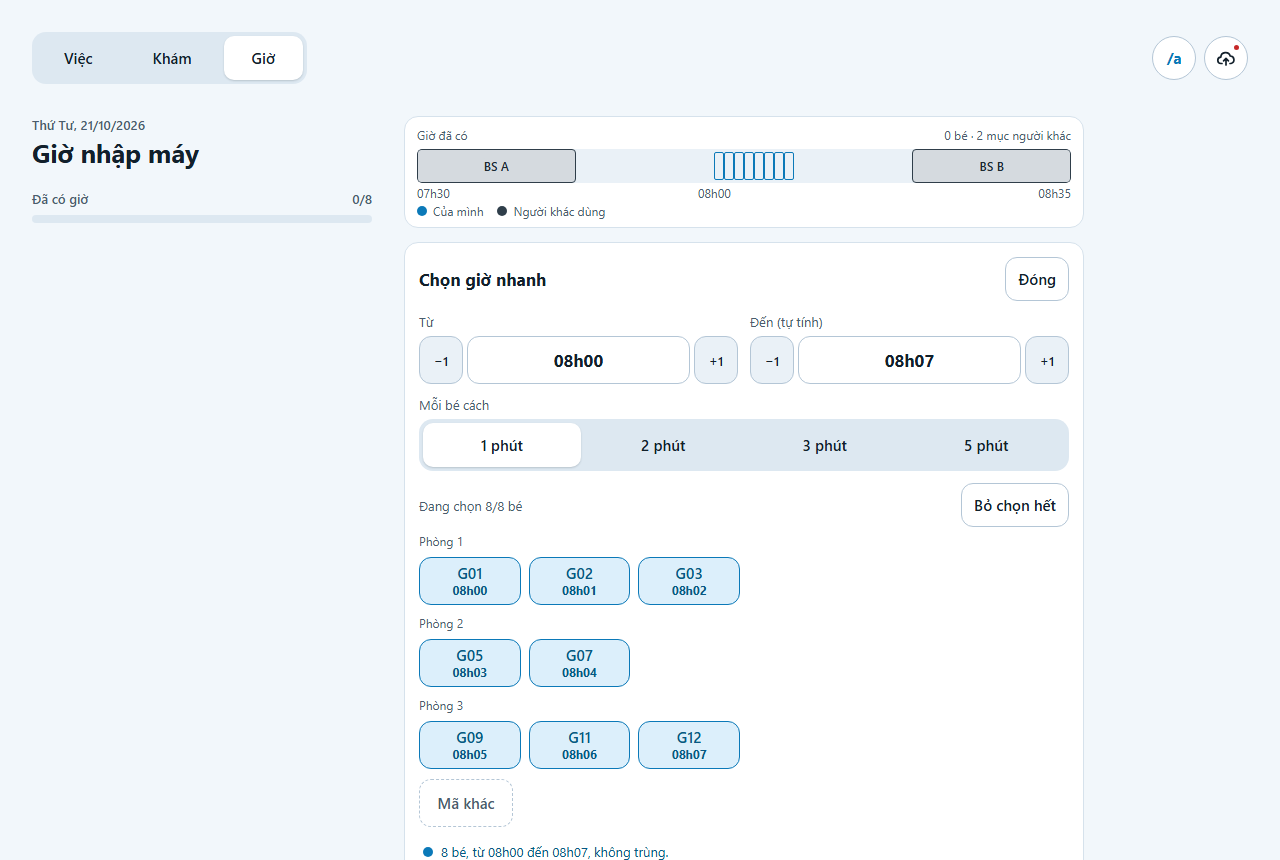 Việc Khám Giờ /a
Thứ Tư, 21/10/2026
Giờ nhập máy
Đã có giờ 0/8
Giờ đã có 0 bé · 2 mục người khác
BS A BS B
07h30 08h00 08h35
Của mình Người khác dùng
Chọn giờ nhanh Đóng
Từ Đến (tự tính)
−1 08h00 +1 −1 08h07 +1
Mỗi bé cách
1 phút 2 phút 3 phút 5 phút
Đang chọn 8/8 bé Bỏ chọn hết
Phòng 1
G01 G02 G03
08h00 08h01 08h02
Phòng 2
G05 G07
08h03 08h04
Phòng 3
G09 G11 G12
08h05 08h06 08h07
Mã khác
8 bé, từ 08h00 đến 08h07, không trùng.